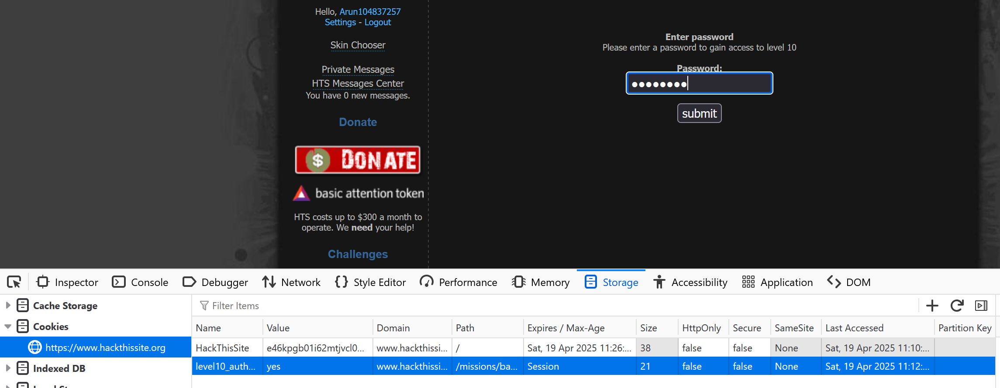 Hello, Arun104837257
Settings - Logout
Skin Chooser
Private Messages
HTS Messages Center
You have 0 new messages.
Donate
$ DONATE
basic attention token
HTS costs up to $300 a month to
operate. We need your help!
Challenges
Enter password
Please enter a password to gain access to level 10
Password:
••••••••
submit
Inspector Console Debugger Network Style Editor Performance Memory Storage Accessibility Application DOM
Cache Storage
Cookies
https://www.hackthissite.org
Indexed DB
Filter Items
Name Value Domain Path Expires / Max-Age Size HttpOnly Secure SameSite Last Accessed Partition Key
HackThisSite e46kpgb01i62mtjvcl0... www.hackthissi... / Sat, 19 Apr 2025 11:26:... 38 false false None Sat, 19 Apr 2025 11:10:...
level10_auth... yes www.hackthissi... /missions/ba... Session 21 false false None Sat, 19 Apr 2025 11:12:...